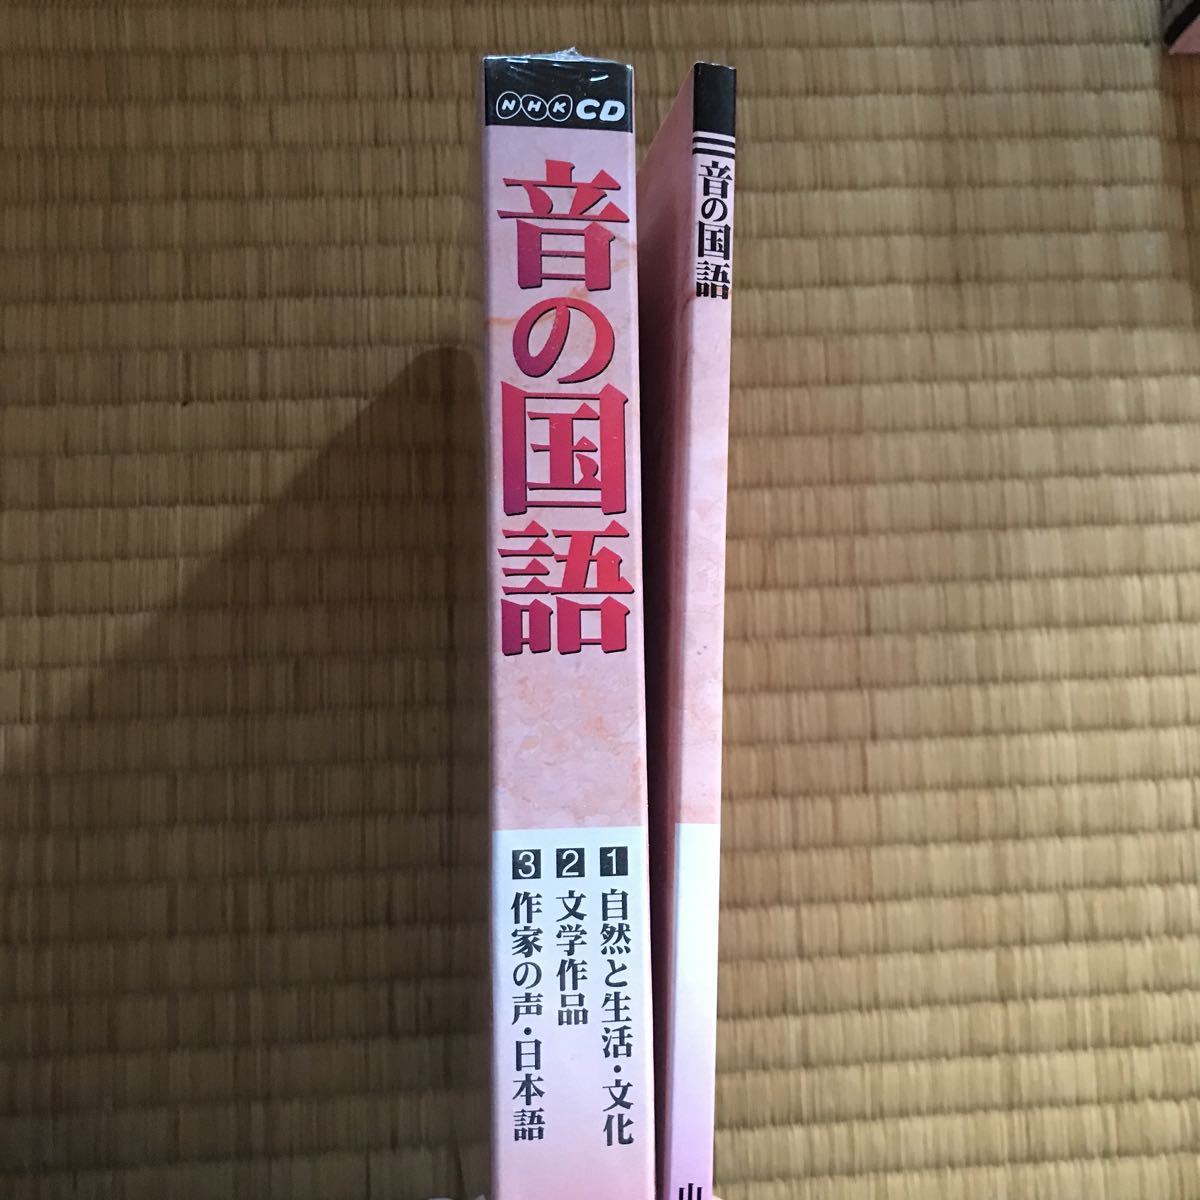 NHK CD
音の国語
1 自然と生活・文化
2 文学作品
3 作家の声・日本語
音の国語